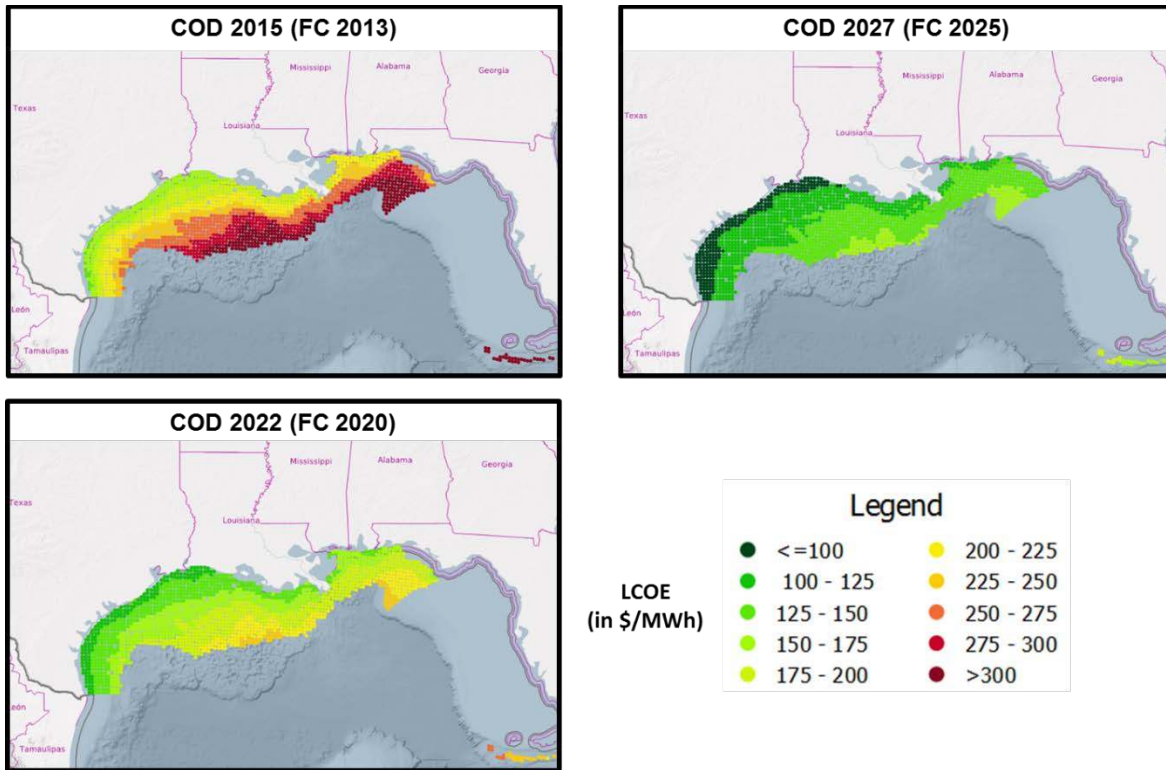 COD 2015 (FC 2013)
Mississippi
Alabama
Georgia
Texas
Louisiana
León
Tamaulipas
COD 2027 (FC 2025)
Mississippi
Alabama
Georgia
Texas
Louisiana
León
Tamaulipas
COD 2022 (FC 2020)
Mississippi
Alabama
Georgia
Texas
Louisiana
León
Tamaulipas
LCOE
(in $/MWh)
Legend
<=100
100 - 125
125 - 150
150 - 175
175 - 200
200 - 225
225 - 250
250 - 275
275 - 300
>300